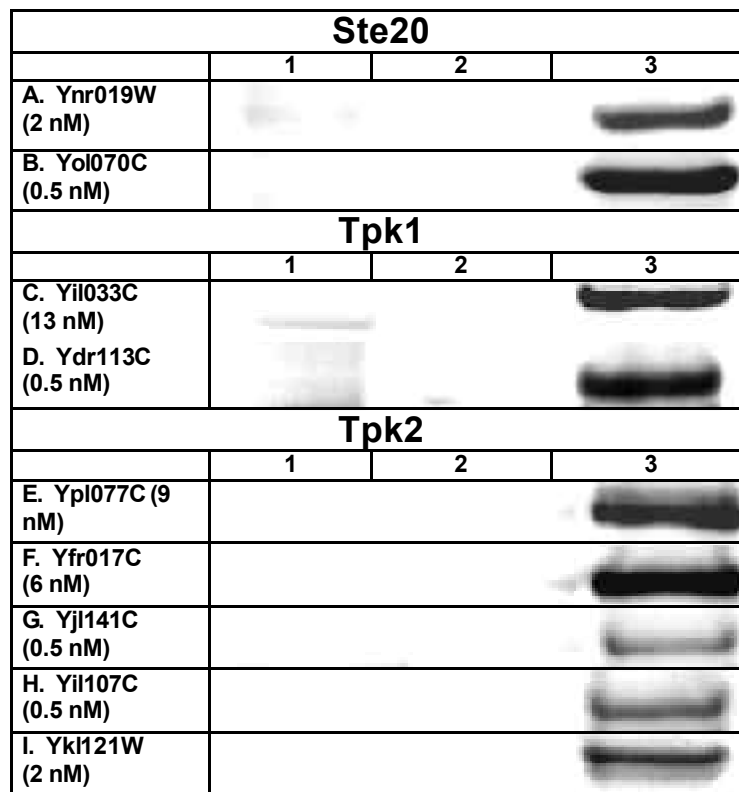 Ste20
1 2 3
A. Ynr019W
(2 nM)
B. Yol070C
(0.5 nM)
Tpk1
1 2 3
C. Yil033C
(13 nM)
D. Ydr113C
(0.5 nM)
Tpk2
1 2 3
E. Ypl077C (9
nM)
F. Yfr017C
(6 nM)
G. Yjl141C
(0.5 nM)
H. Yil107C
(0.5 nM)
I. Ykl121W
(2 nM)